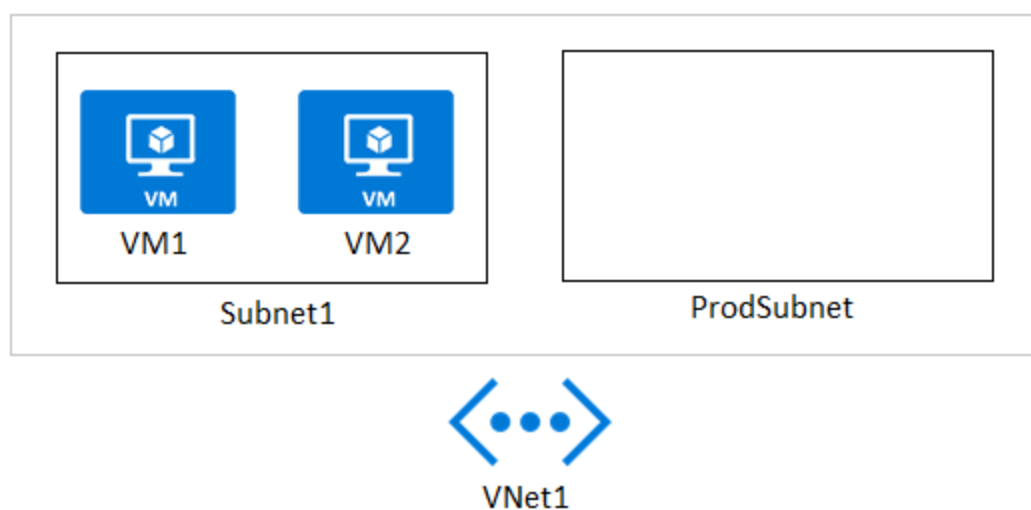 VM
VM
VM1
VM2
Subnet1
ProdSubnet
VNet1